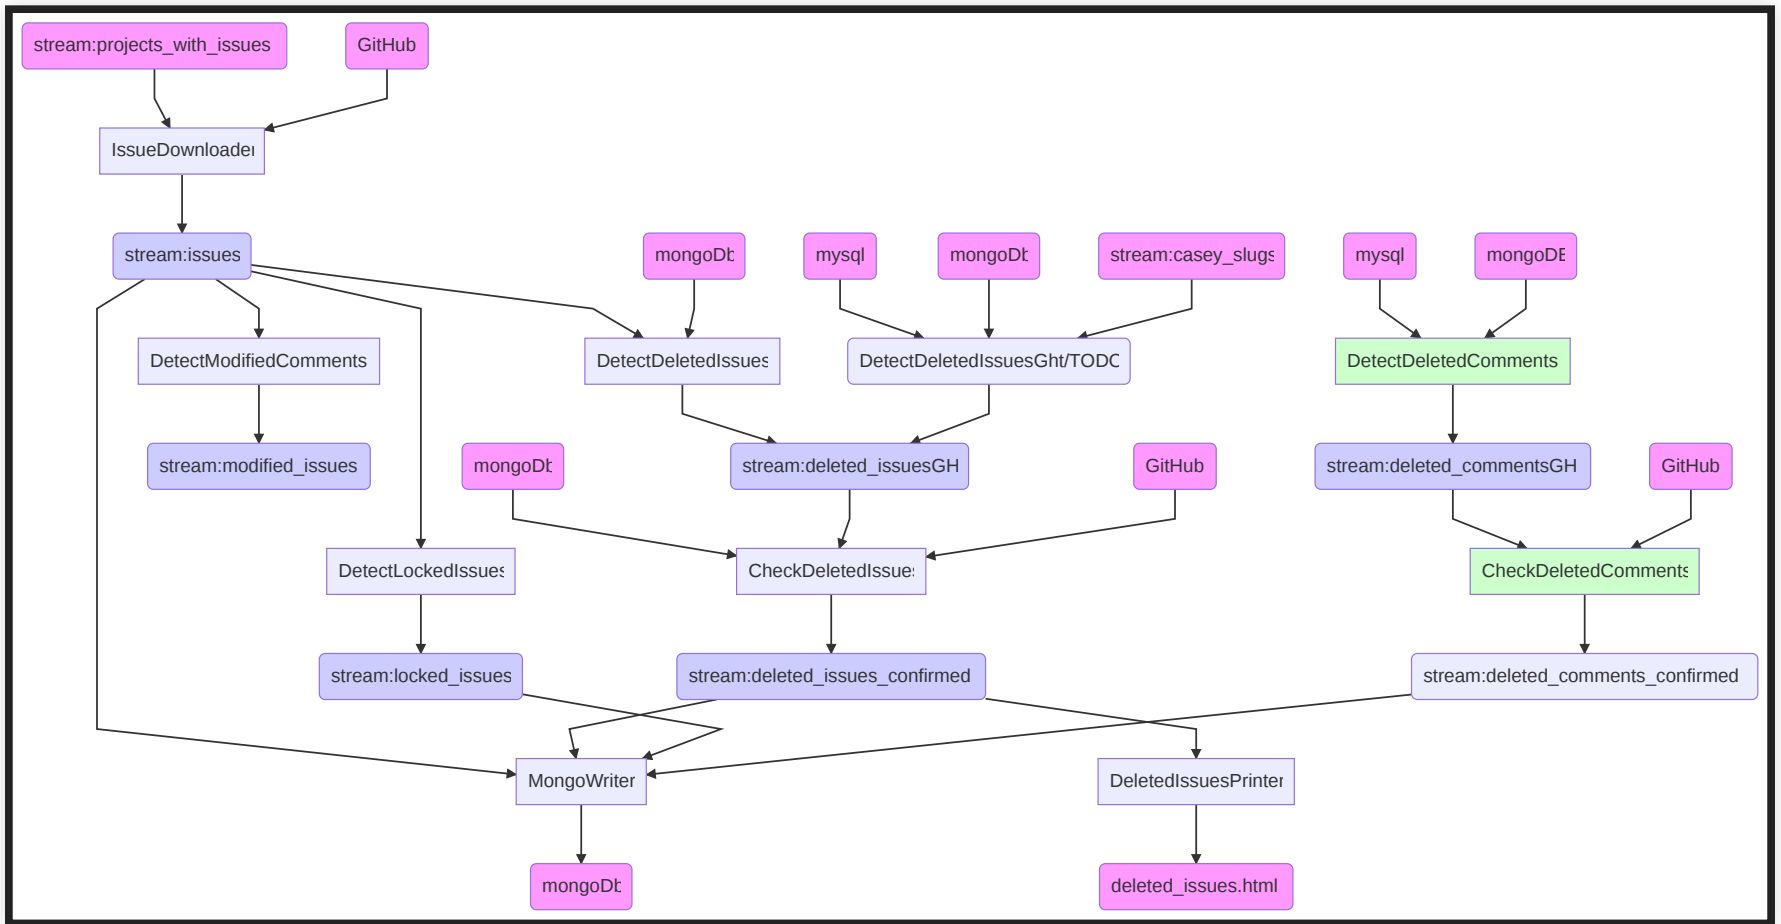 stream:projects_with_issues
GitHub
IssueDownloader
stream:issues
mongoDb
mysql
mongoDb
stream:casey_slugs
mysql
mongoDB
DetectModifiedComments
DetectDeletedIssues
DetectDeletedIssuesGht/TODO
DetectDeletedComments
stream:modified_issues
mongoDb
stream:deleted_issuesGH
GitHub
stream:deleted_commentsGH
GitHub
DetectLockedIssues
CheckDeletedIssues
CheckDeletedComments
stream:locked_issues
stream:deleted_issues_confirmed
stream:deleted_comments_confirmed
MongoWriter
DeletedIssuesPrinter
mongoDb
deleted_issues.html